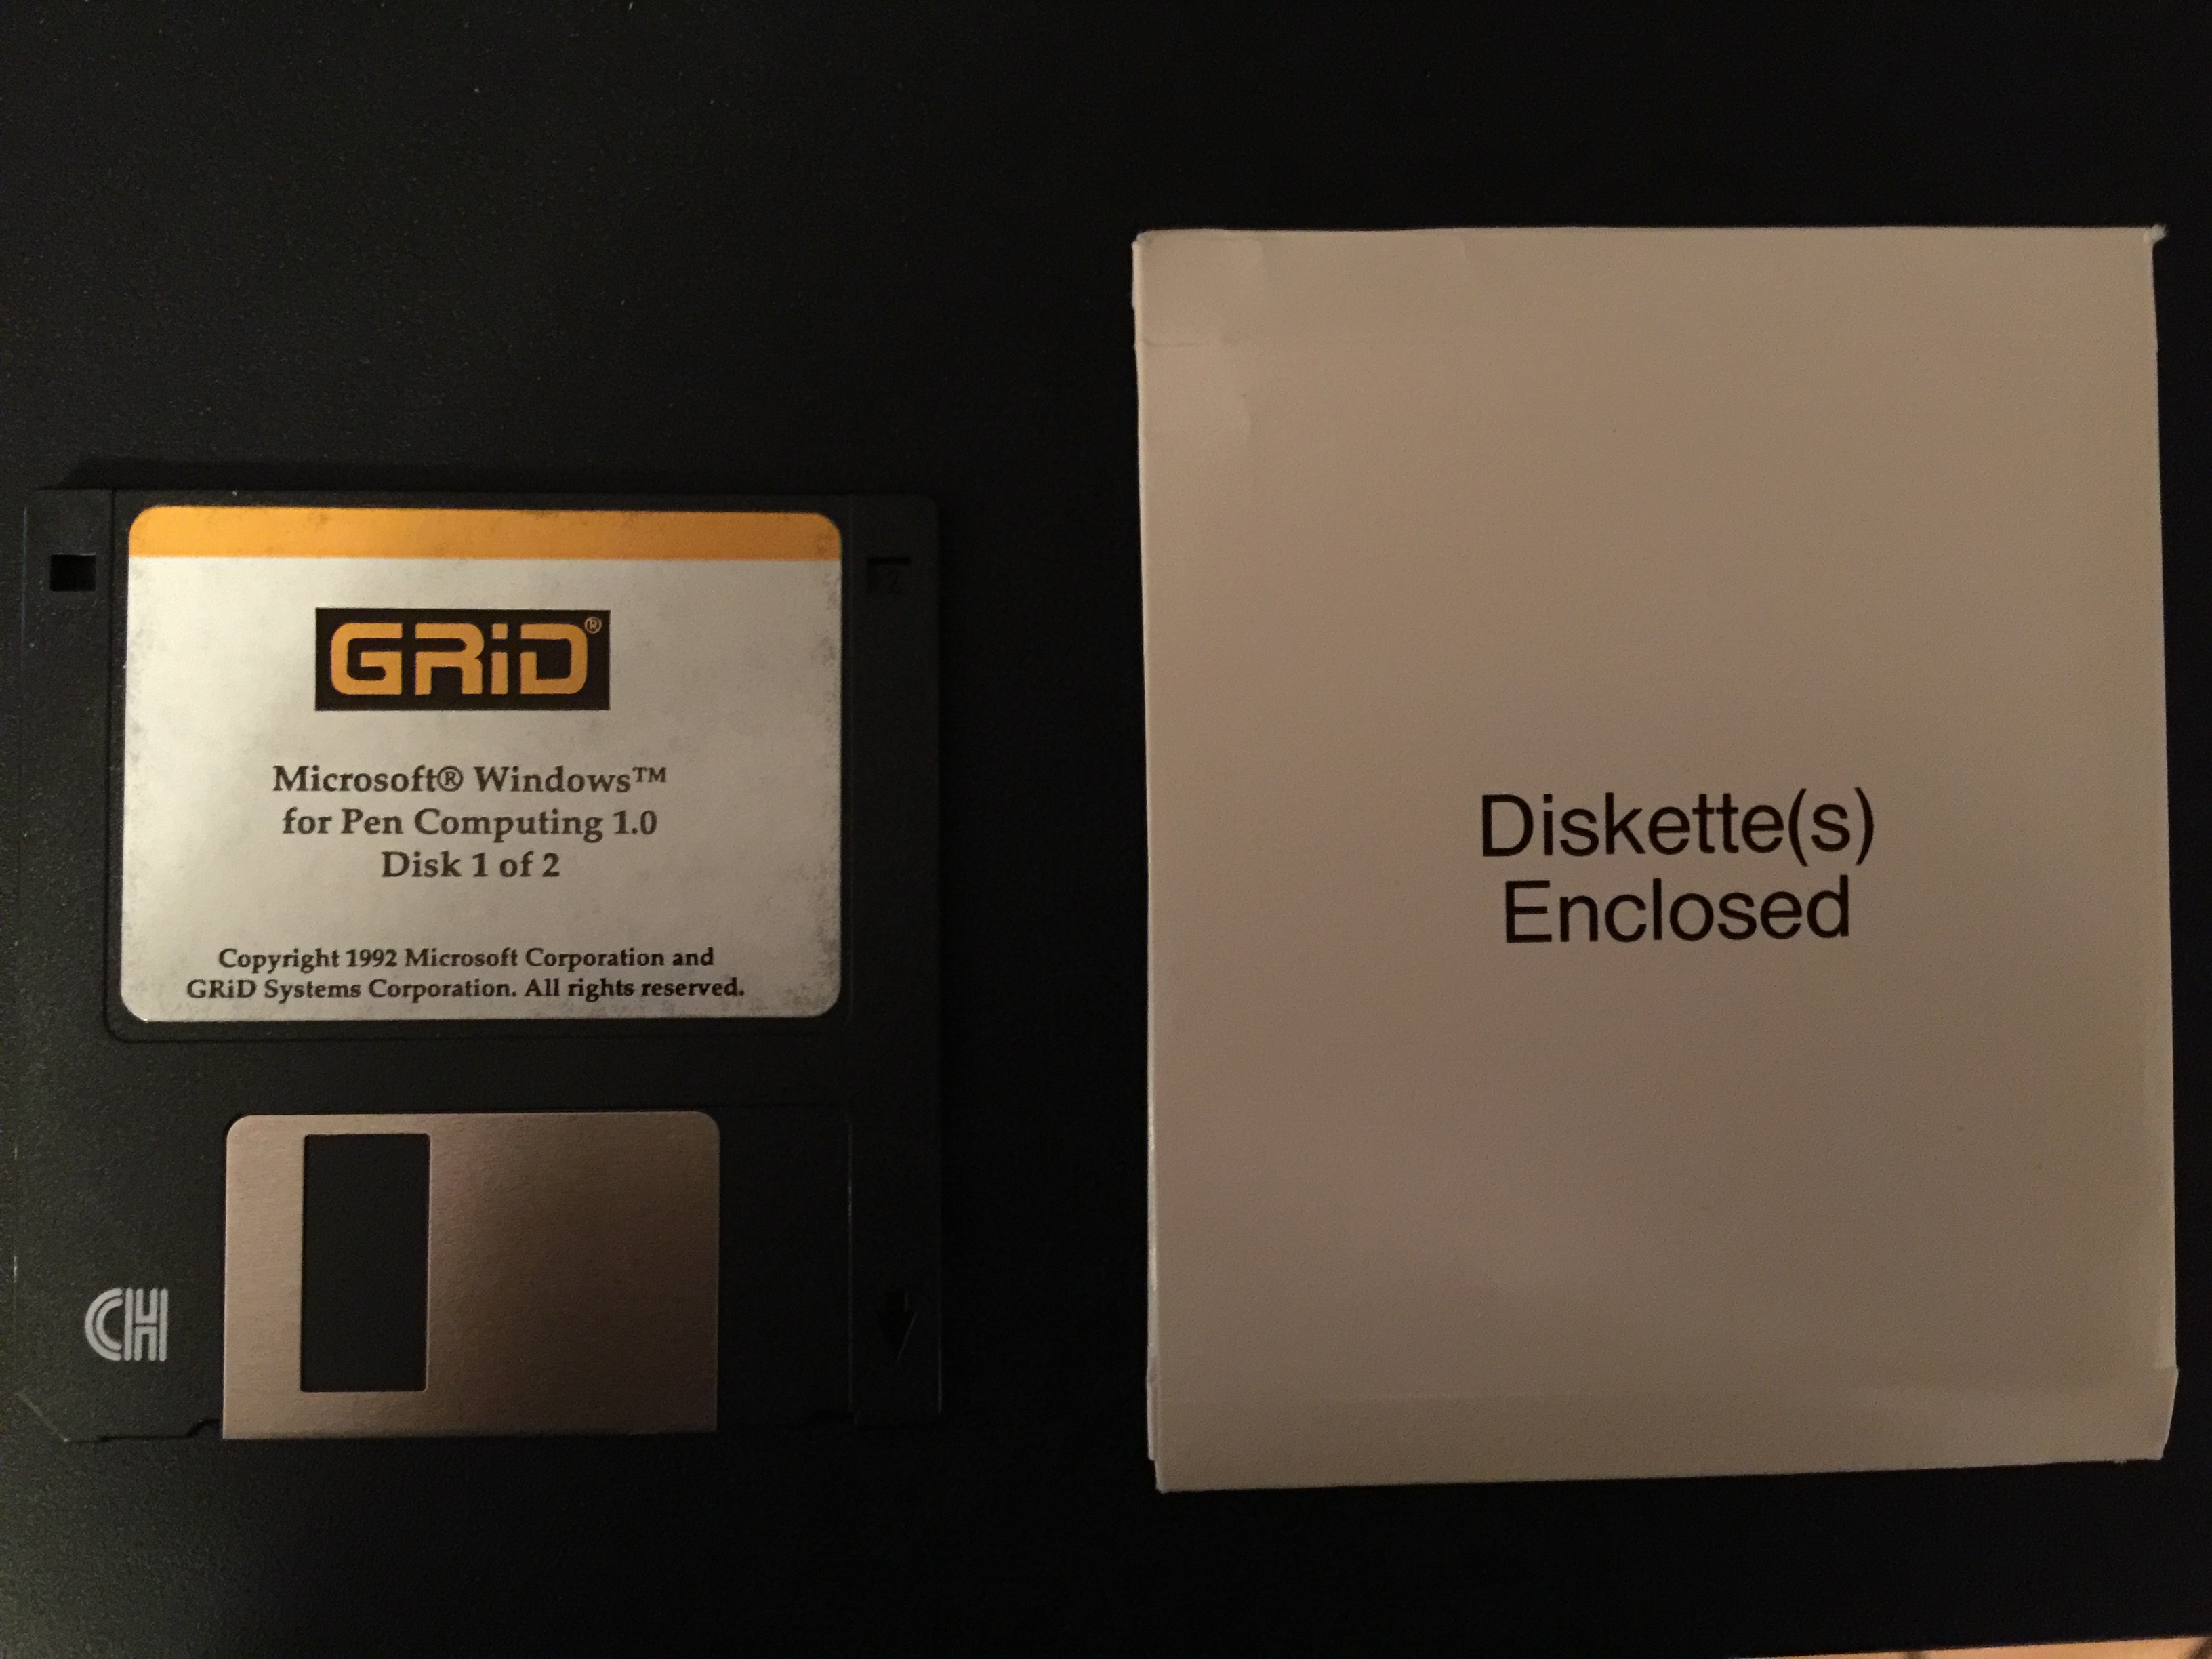 GRiD®
Microsoft® Windows™
for Pen Computing 1.0
Disk 1 of 2
Copyright 1992 Microsoft Corporation and
GRiD Systems Corporation. All rights reserved.
CH
Diskette(s)
Enclosed